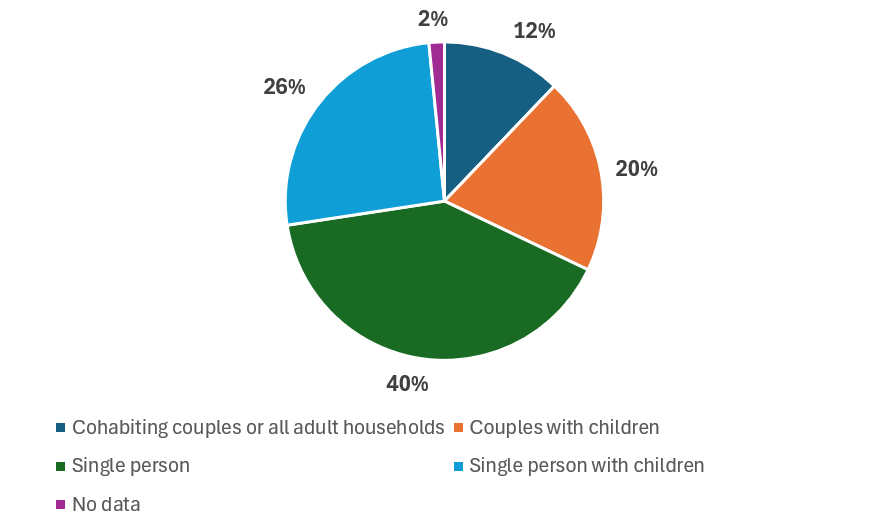 2%
12%
26%
20%
40%
Cohabiting couples or all adult households
Couples with children
Single person
Single person with children
No data